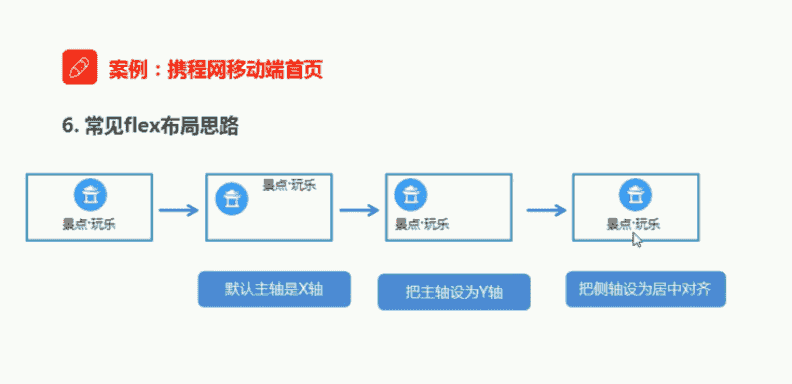 案例：携程网移动端首页
6. 常见flex布局思路
景点·玩乐
景点·玩乐
景点·玩乐
景点·玩乐
默认主轴是X轴
把主轴设为Y轴
把侧轴设为居中对齐